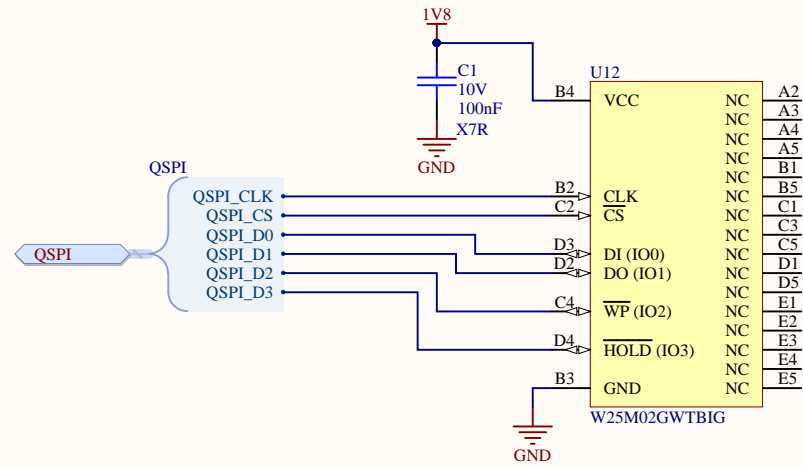 1V8
C1
10V
100nF
X7R
GND
U12
B4 VCC NC A2
NC A3
NC A4
NC A5
NC B1
QSPI
QSPI_CLK B2 CLK NC B5
QSPI_CS C2 CS NC C1
QSPI_D0 NC C3
QSPI QSPI_D1 D3 DI (IO0) NC C5
QSPI_D2 D2 DO (IO1) NC D1
QSPI_D3 NC D5
C4 WP (IO2) NC E1
NC E2
D4 HOLD (IO3) NC E3
NC E4
B3 GND NC E5
W25M02GWTBIG
GND